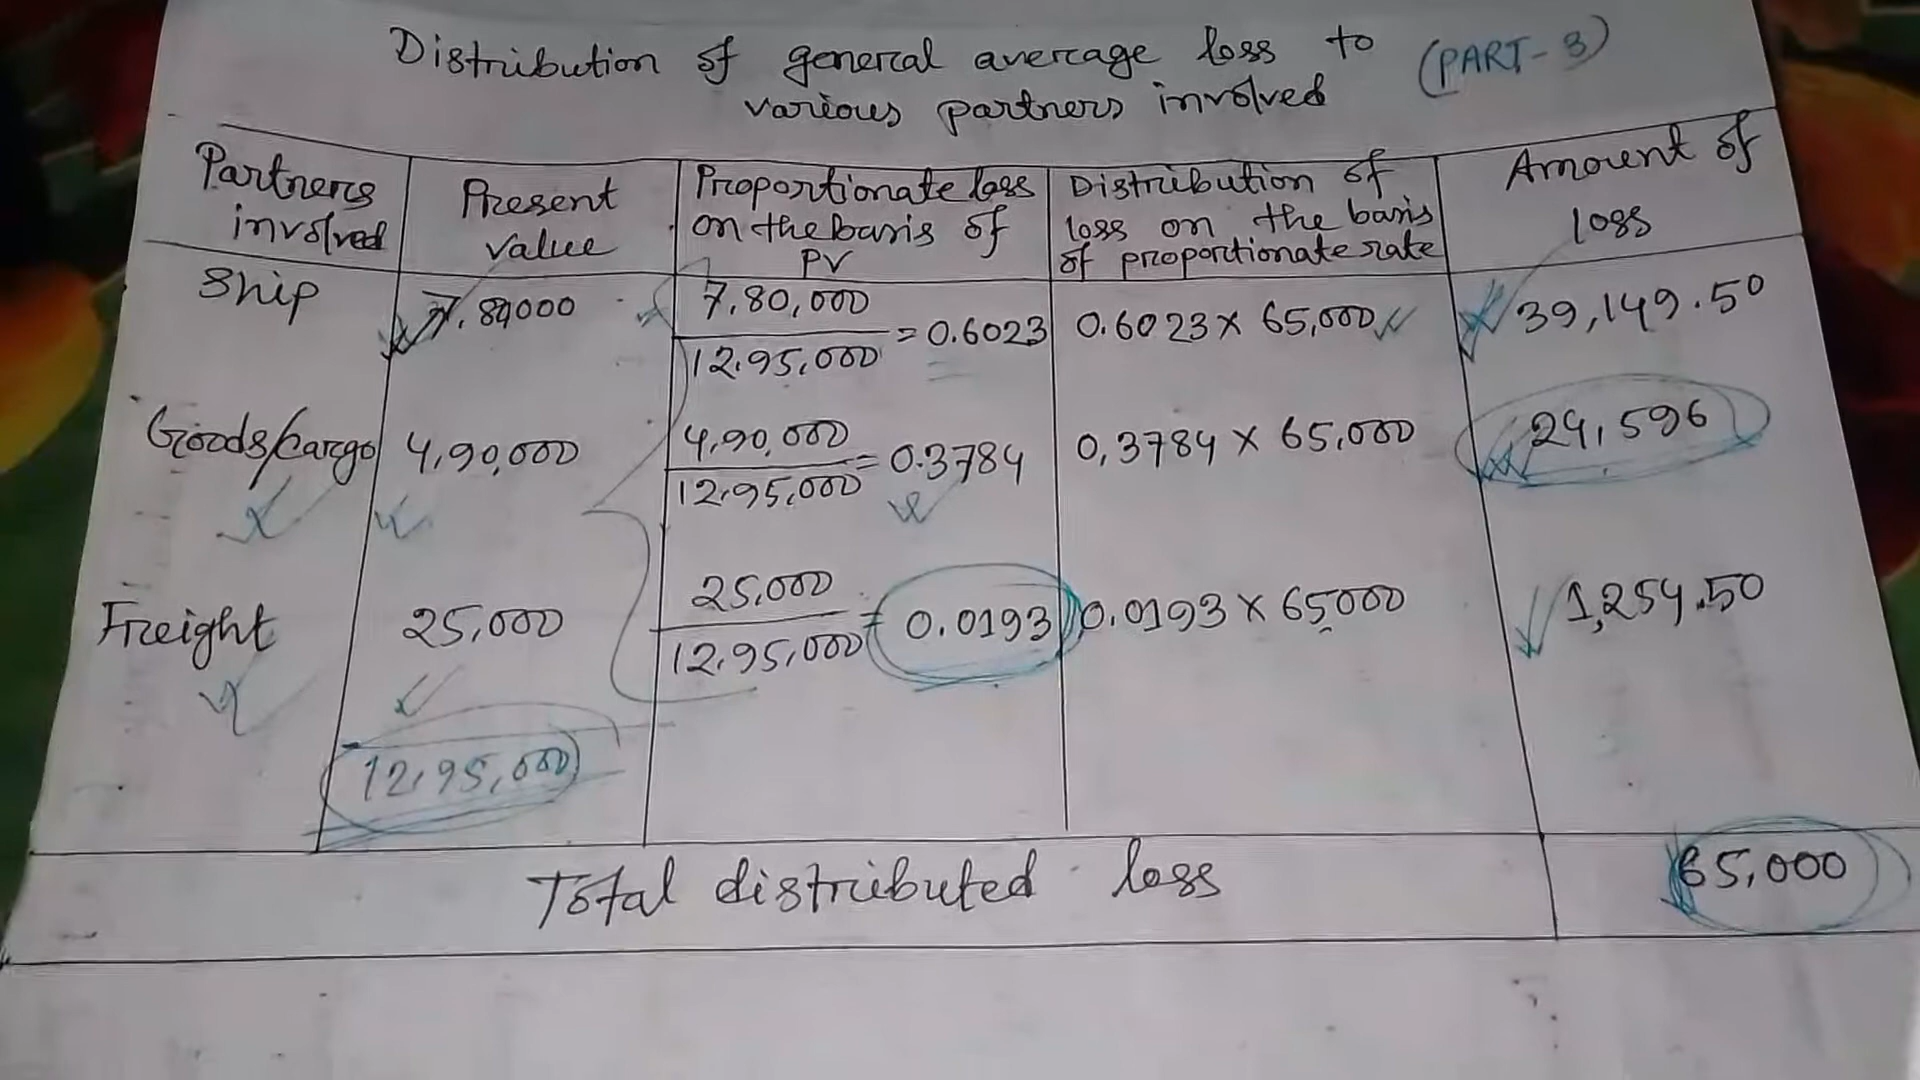 Distribution of general average loss to (PART-3)
various partners involved
Partners involved
Present value
Proportionate loss on the basis of PV
Distribution of loss on the basis of proportionate rate
Amount of loss
Ship
7,80,000 / 12,95,000 = 0.6023
0.6023 × 65,000
39,149.50
Goods/cargo
4,90,000
4,90,000 / 12,95,000 = 0.3784
0,3784 × 65,000
24,596
Freight
25,000
25,000 / 12,95,000 = 0.0193
0.0193 × 65000
1,254.50
12,95,000
Total distributed loss
65,000